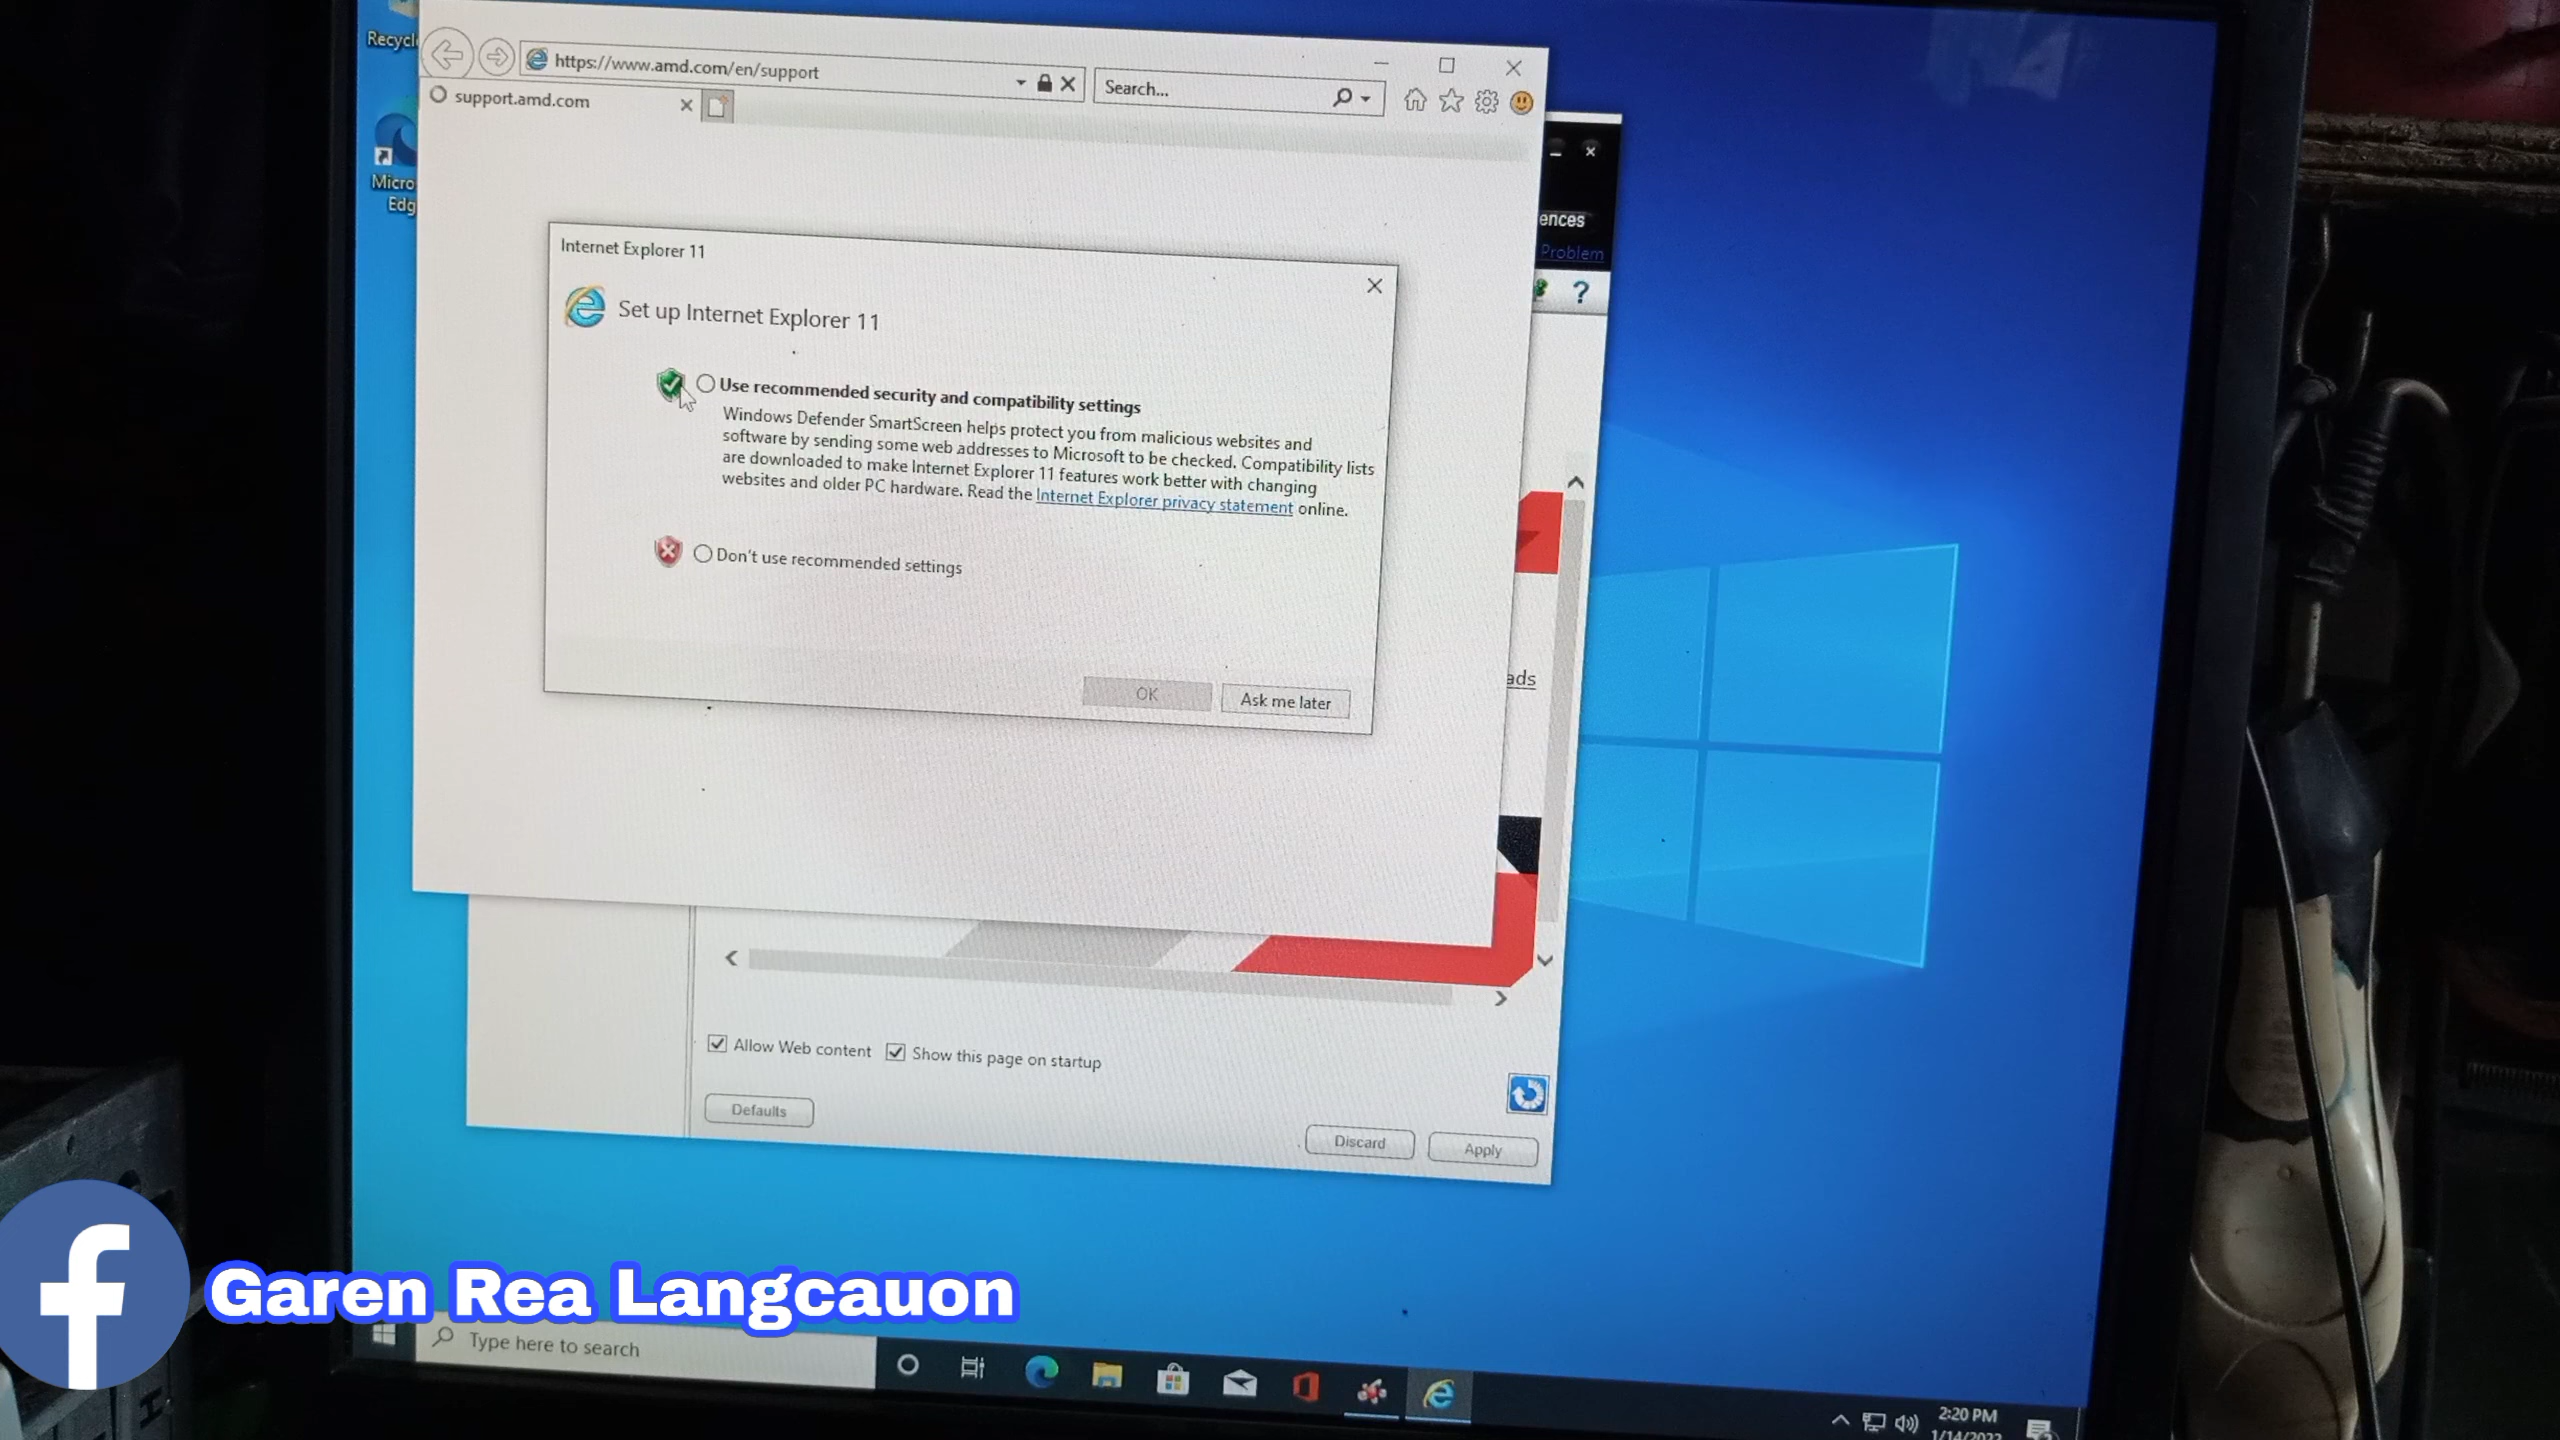 Recycl
https://www.amd.com/en/support
Search...
support.amd.com
Micro
Edg
ences
Problem
?
Internet Explorer 11
Set up Internet Explorer 11
Use recommended security and compatibility settings
Windows Defender SmartScreen helps protect you from malicious websites and
software by sending some web addresses to Microsoft to be checked. Compatibility lists
are downloaded to make Internet Explorer 11 features work better with changing
websites and older PC hardware. Read the Internet Explorer privacy statement online.
Don't use recommended settings
OK
Ask me later
ads
Allow Web content
Show this page on startup
Defaults
Discard
Apply
f
Garen Rea Langcauon
Type here to search
2:20 PM